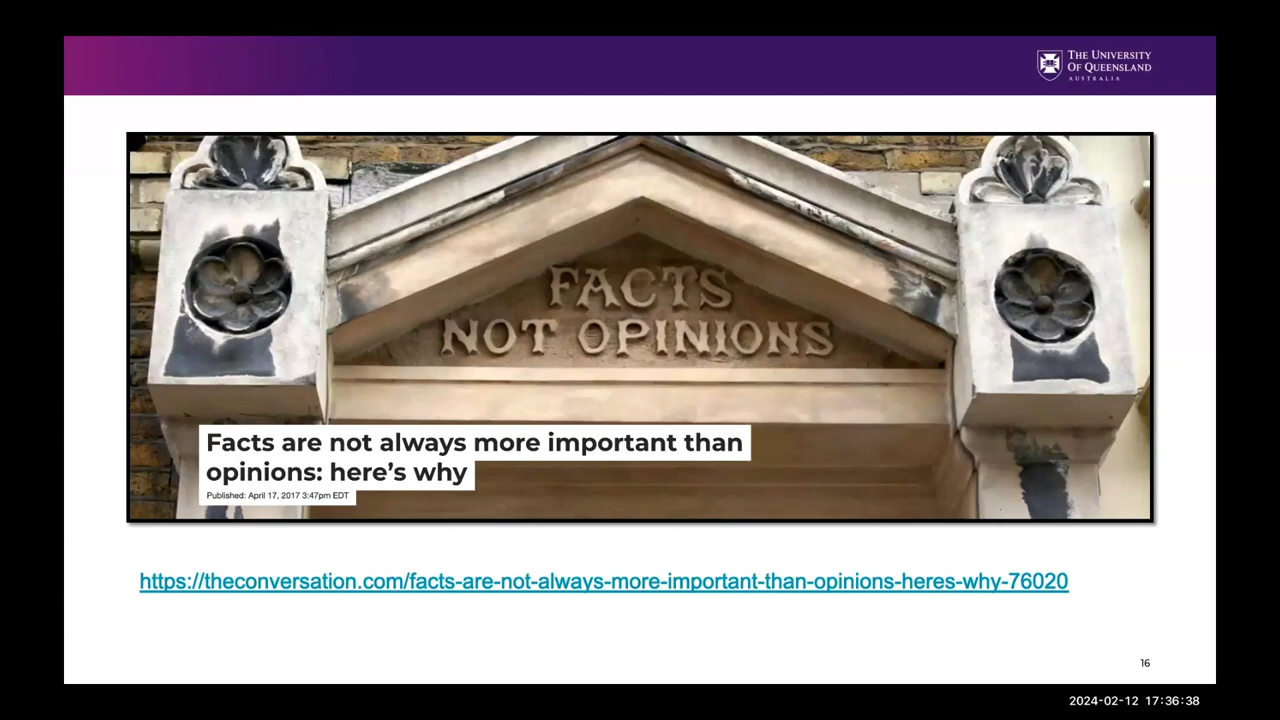 THE UNIVERSITY
OF QUEENSLAND
AUSTRALIA
FACTS
NOT OPINIONS
Facts are not always more important than
opinions: here's why
Published: April 17, 2017 3:47pm EDT
https://theconversation.com/facts-are-not-always-more-important-than-opinions-heres-why-76020
16
2024-02-12 17:36:38